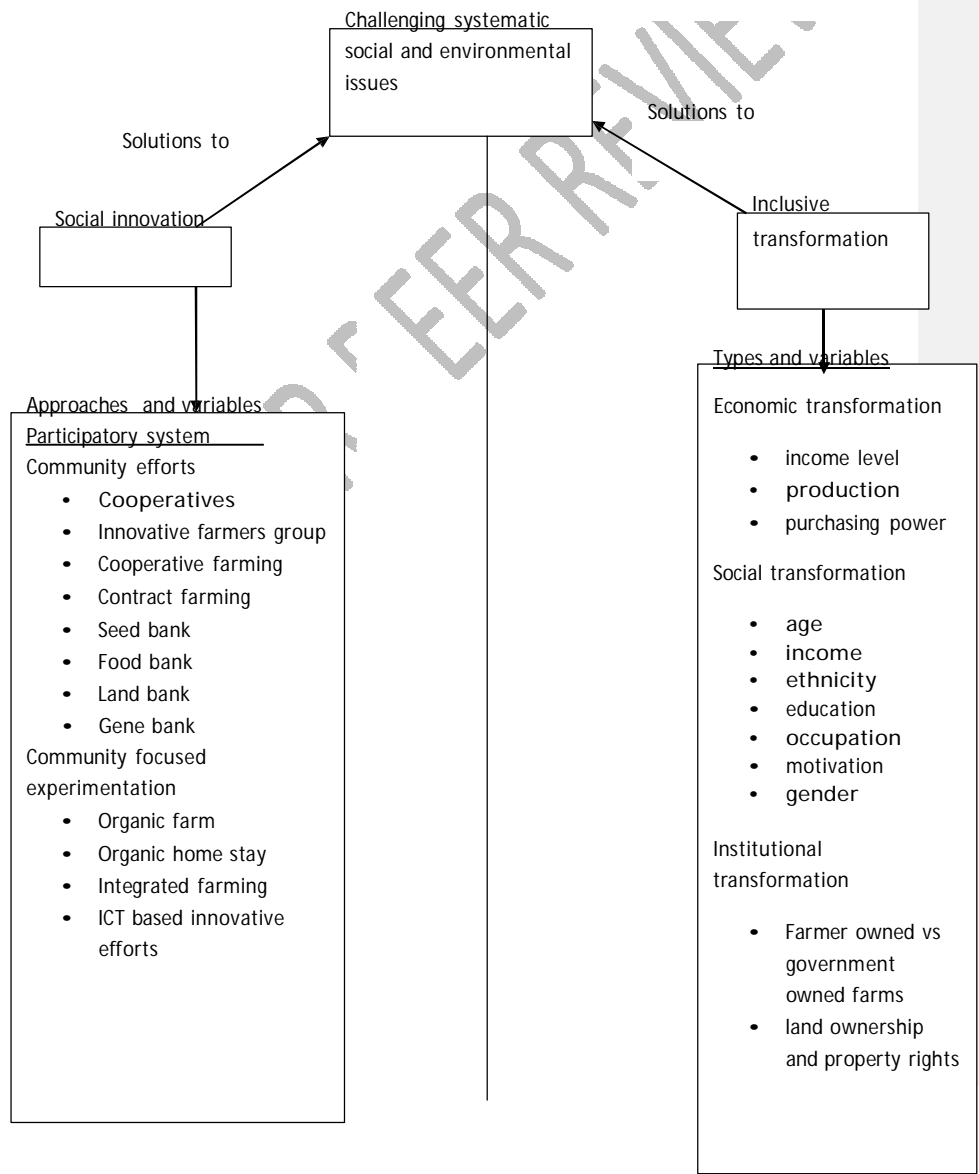 Challenging systematic
social and environmental
issues
Solutions to
Solutions to
Social innovation
Inclusive
transformation
Approaches and variables
Participatory system
Community efforts
• Cooperatives
• Innovative farmers group
• Cooperative farming
• Contract farming
• Seed bank
• Food bank
• Land bank
• Gene bank
Community focused
experimentation
• Organic farm
• Organic home stay
• Integrated farming
• ICT based innovative
efforts
Types and variables
Economic transformation
• income level
• production
• purchasing power
Social transformation
• age
• income
• ethnicity
• education
• occupation
• motivation
• gender
Institutional
transformation
• Farmer owned vs
government
owned farms
• land ownership
and property rights